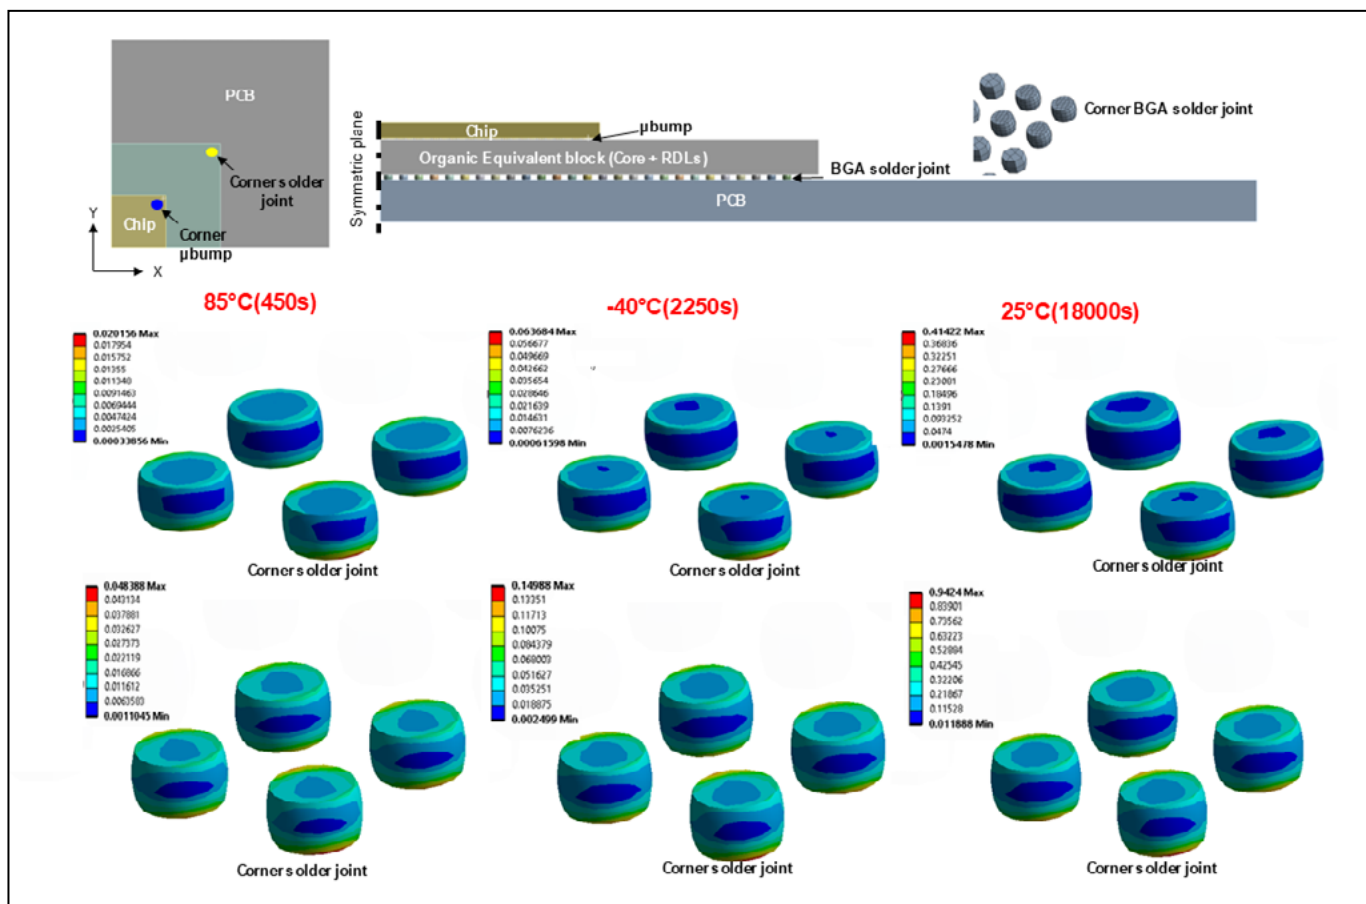 PCB
Corner solder
joint
Chip
Corner
μbump
Y
X
Symmetric plane
Chip
μbump
Organic Equivalent block (Core + RDLs)
BGA solder joint
PCB
Corner BGA solder joint
85°C(450s)
-40°C(2250s)
25°C(18000s)
0.020156 Max
0.017954
0.015752
0.01355
0.011348
0.0091463
0.0069444
0.0047424
0.0025405
0.00033856 Min
Corner solder joint
0.063684 Max
0.056677
0.049669
0.042662
0.035654
0.028646
0.021639
0.014631
0.0076236
0.00061598 Min
Corner solder joint
0.41422 Max
0.36836
0.32251
0.27666
0.23081
0.18496
0.1391
0.093252
0.0474
0.0015478 Min
Corner solder joint
0.048388 Max
0.043134
0.037881
0.032627
0.027373
0.022119
0.016866
0.011612
0.0063583
0.0011045 Min
Corner solder joint
0.14988 Max
0.13351
0.11713
0.10075
0.084379
0.068003
0.051627
0.035251
0.018875
0.002499 Min
Corner solder joint
0.9424 Max
0.83901
0.73562
0.63223
0.52884
0.42545
0.32206
0.21867
0.11528
0.011888 Min
Corner solder joint